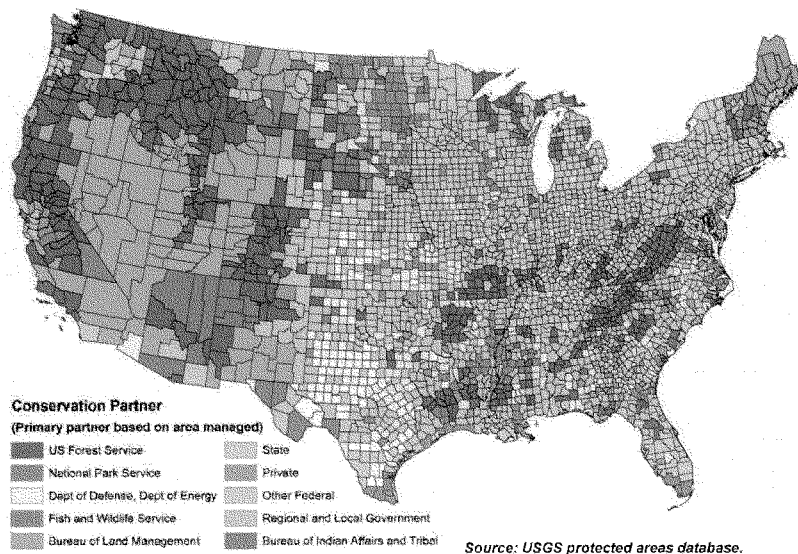 Conservation Partner
(Primary partner based on area managed)
US Forest Service
National Park Service
Dept of Defense, Dept of Energy
Fish and Wildlife Service
Bureau of Land Management
State
Private
Other Federal
Regional and Local Government
Bureau of Indian Affairs and Tribal
Source: USGS protected areas database.